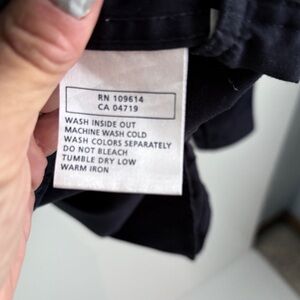 RN 109614
CA 04719
WASH INSIDE OUT
MACHINE WASH COLD
WASH COLORS SEPARATELY
DO NOT BLEACH
TUMBLE DRY LOW
WARM IRON